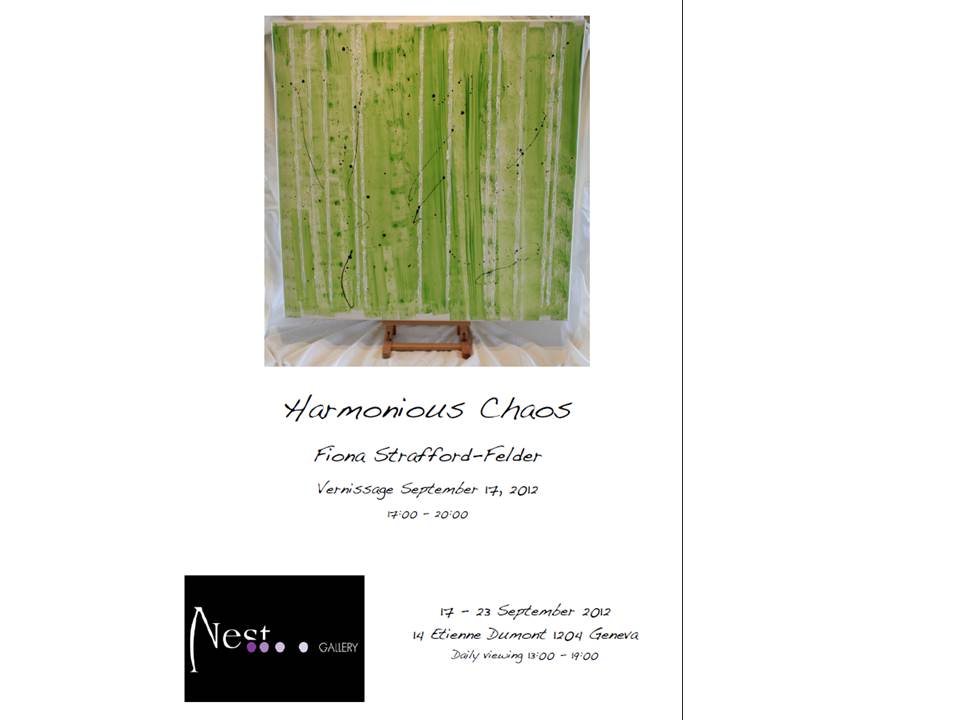 Harmonious Chaos
Fiona Strafford-Felder
Vernissage September 17, 2012
17:00 - 20:00
Nest GALLERY
17 - 23 September 2012
14 Etienne Dumont 1204 Geneva
Daily viewing 13:00 - 19:00